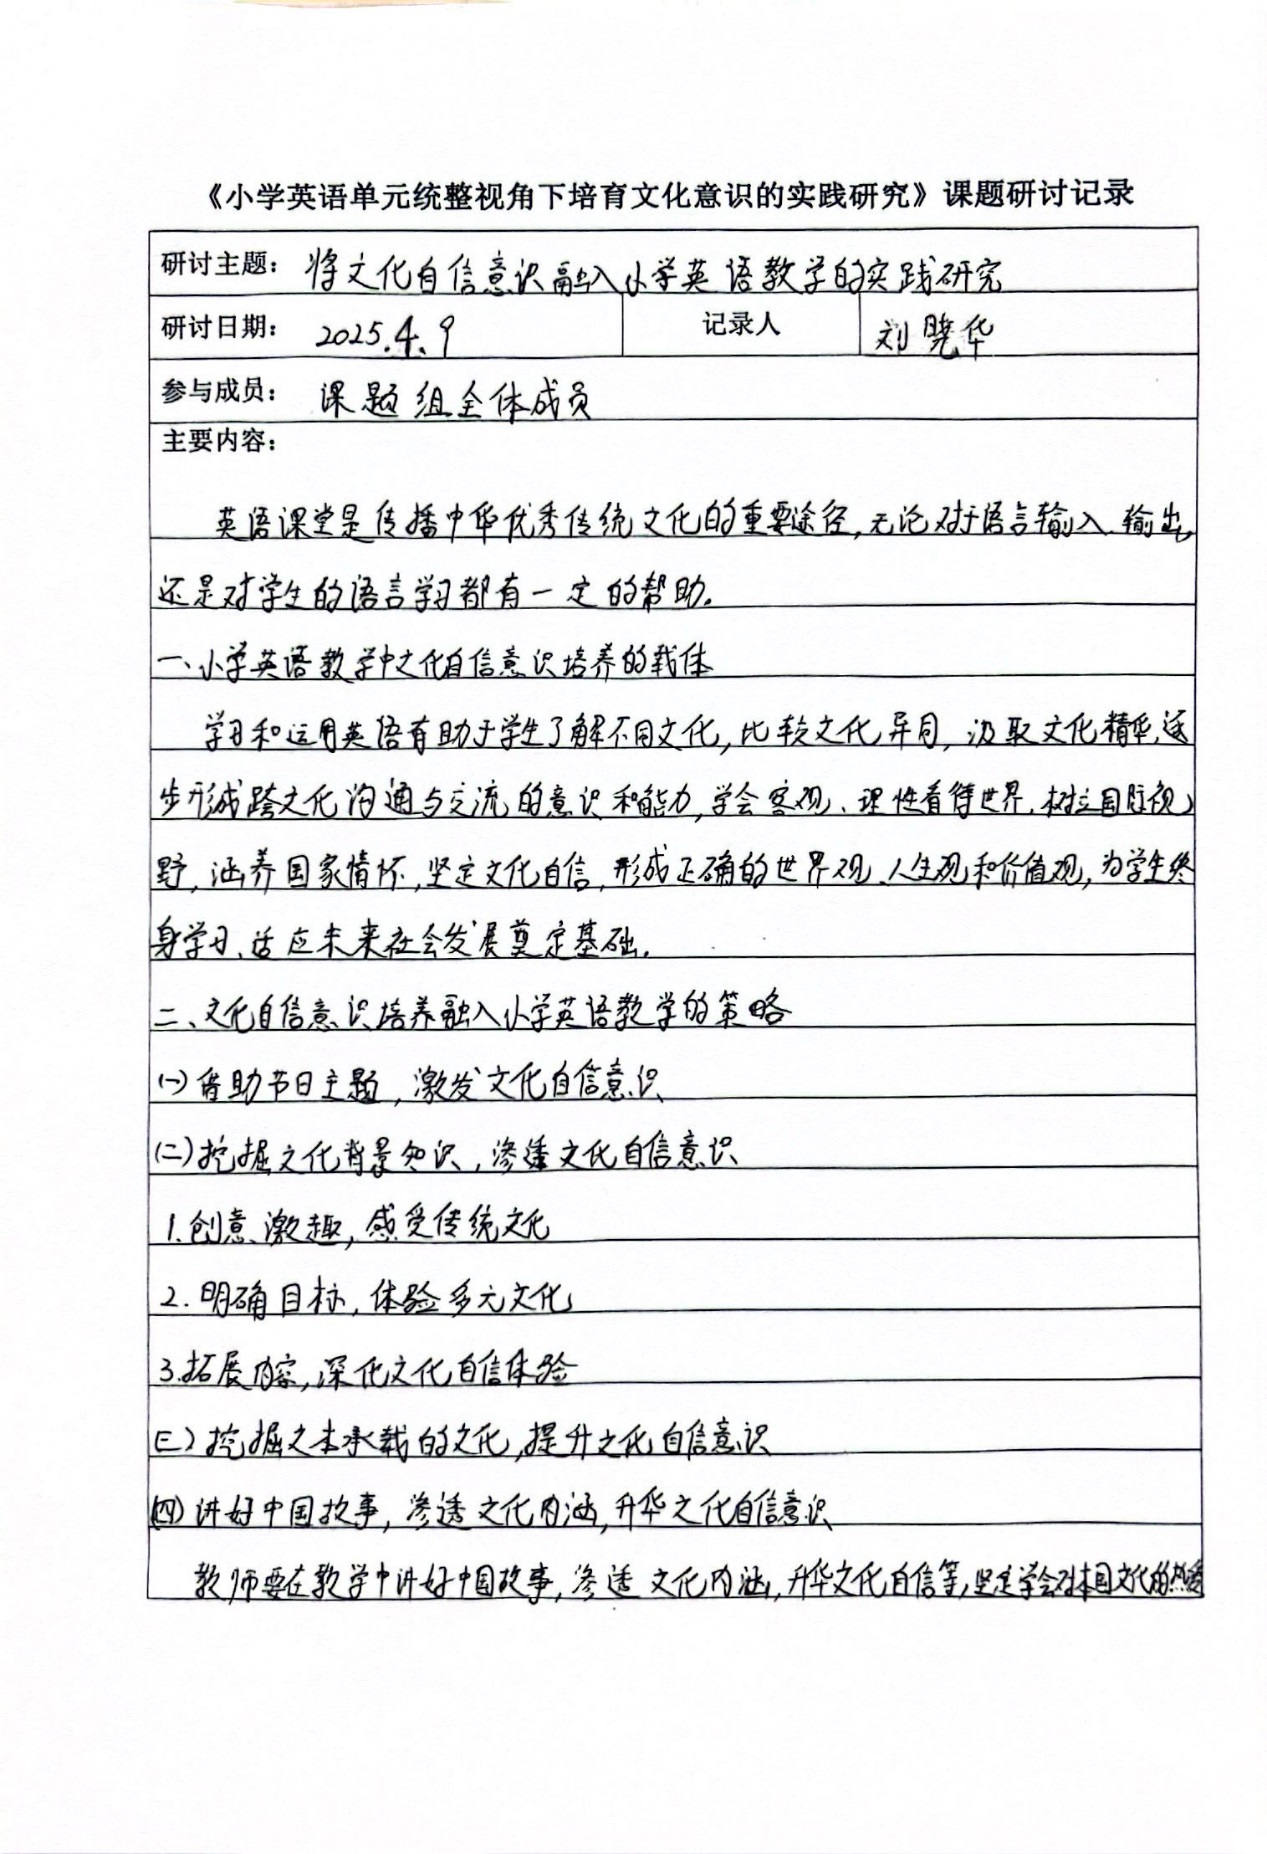 《小学英语单元统整视角下培育文化意识的实践研究》课题研讨记录
研讨主题： 将文化自信意识融入小学英语教学的实践研究
研讨日期： 2025.4.9 记录人 刘晓华
参与成员： 课题组全体成员
主要内容：
英语课堂是传播中华优秀传统文化的重要途径,无论对于语言输入、输出,
还是对学生的语言学习都有一定的帮助。
一、小学英语教学中文化自信意识培养的载体
学习和运用英语有助于学生了解不同文化,比较文化异同,汲取文化精华,逐
步形成跨文化沟通与交流的意识和能力,学会客观、理性看待世界,树立国际视
野,涵养国家情怀,坚定文化自信,形成正确的世界观、人生观和价值观,为学生终
身学习、适应未来社会发展奠定基础。
二、文化自信意识培养融入小学英语教学的策略
(一)借助节日主题,激发文化自信意识
(二)挖掘文化背景知识,渗透文化自信意识
1.创意激趣,感受传统文化
2.明确目标,体验多元文化
3.拓展内容,深化文化自信体验
(三)挖掘文本承载的文化,提升文化自信意识
(四)讲好中国故事,渗透文化内涵,升华文化自信意识
教师要在教学中讲好中国故事,渗透文化内涵,升华文化自信等,坚定学会对本国文化的热爱